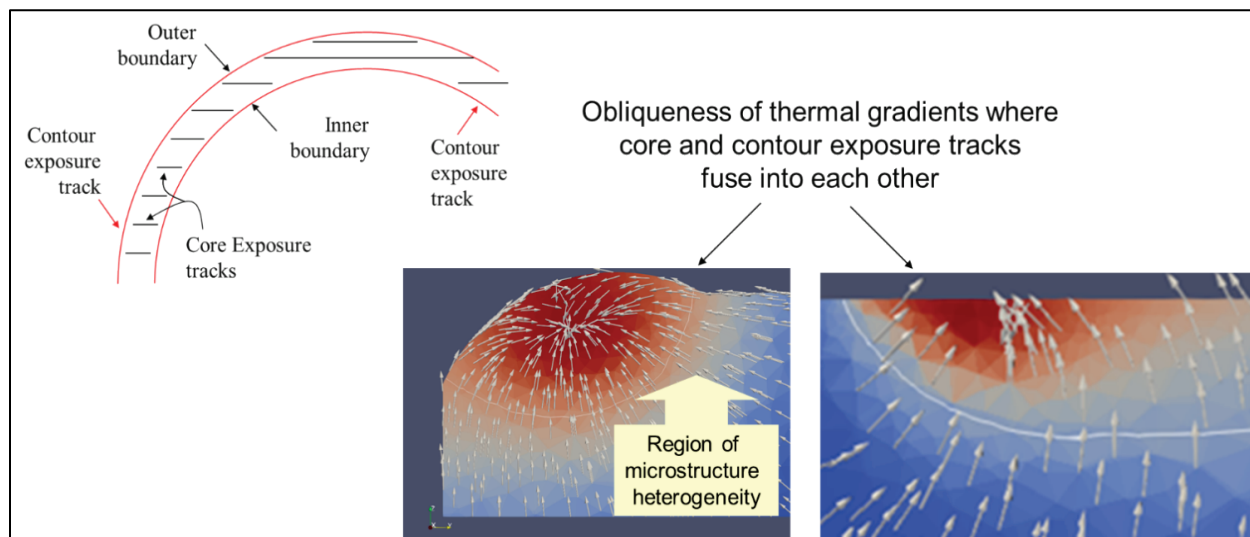 Outer
boundary
Contour
exposure
track
Inner
boundary
Contour
exposure
track
Core Exposure
tracks
Obliqueness of thermal gradients where
core and contour exposure tracks
fuse into each other
Region of
microstructure
heterogeneity